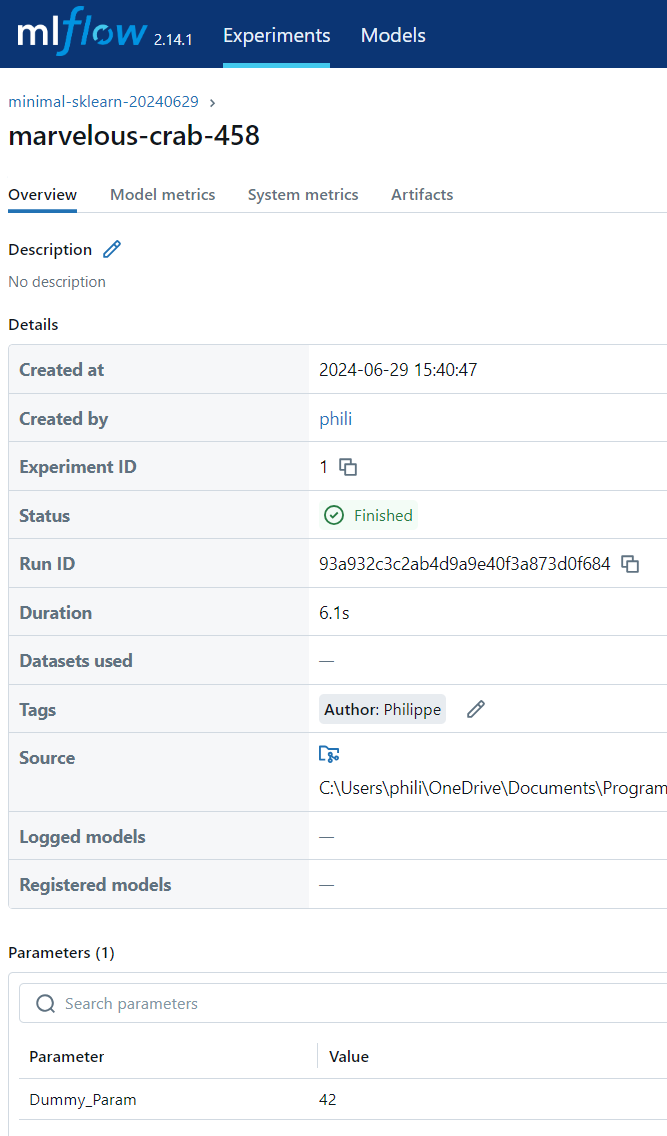 mlflow 2.14.1 Experiments Models
minimal-sklearn-20240629 ›
marvelous-crab-458
Overview Model metrics System metrics Artifacts
Description
No description
Details
Created at 2024-06-29 15:40:47
Created by phili
Experiment ID 1
Status Finished
Run ID 93a932c3c2ab4d9a9e40f3a873d0f684
Duration 6.1s
Datasets used —
Tags Author: Philippe
Source
C:\Users\phili\OneDrive\Documents\Program
Logged models —
Registered models —
Parameters (1)
Search parameters
Parameter Value
Dummy_Param 42